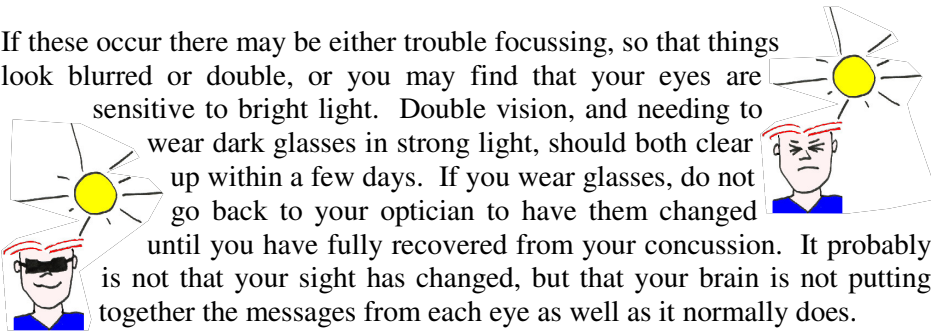 If these occur there may be either trouble focussing, so that things
look blurred or double, or you may find that your eyes are
sensitive to bright light.  Double vision, and needing to
wear dark glasses in strong light, should both clear
up within a few days.  If you wear glasses, do not
go back to your optician to have them changed
until you have fully recovered from your concussion.  It probably
is not that your sight has changed, but that your brain is not putting
together the messages from each eye as well as it normally does.